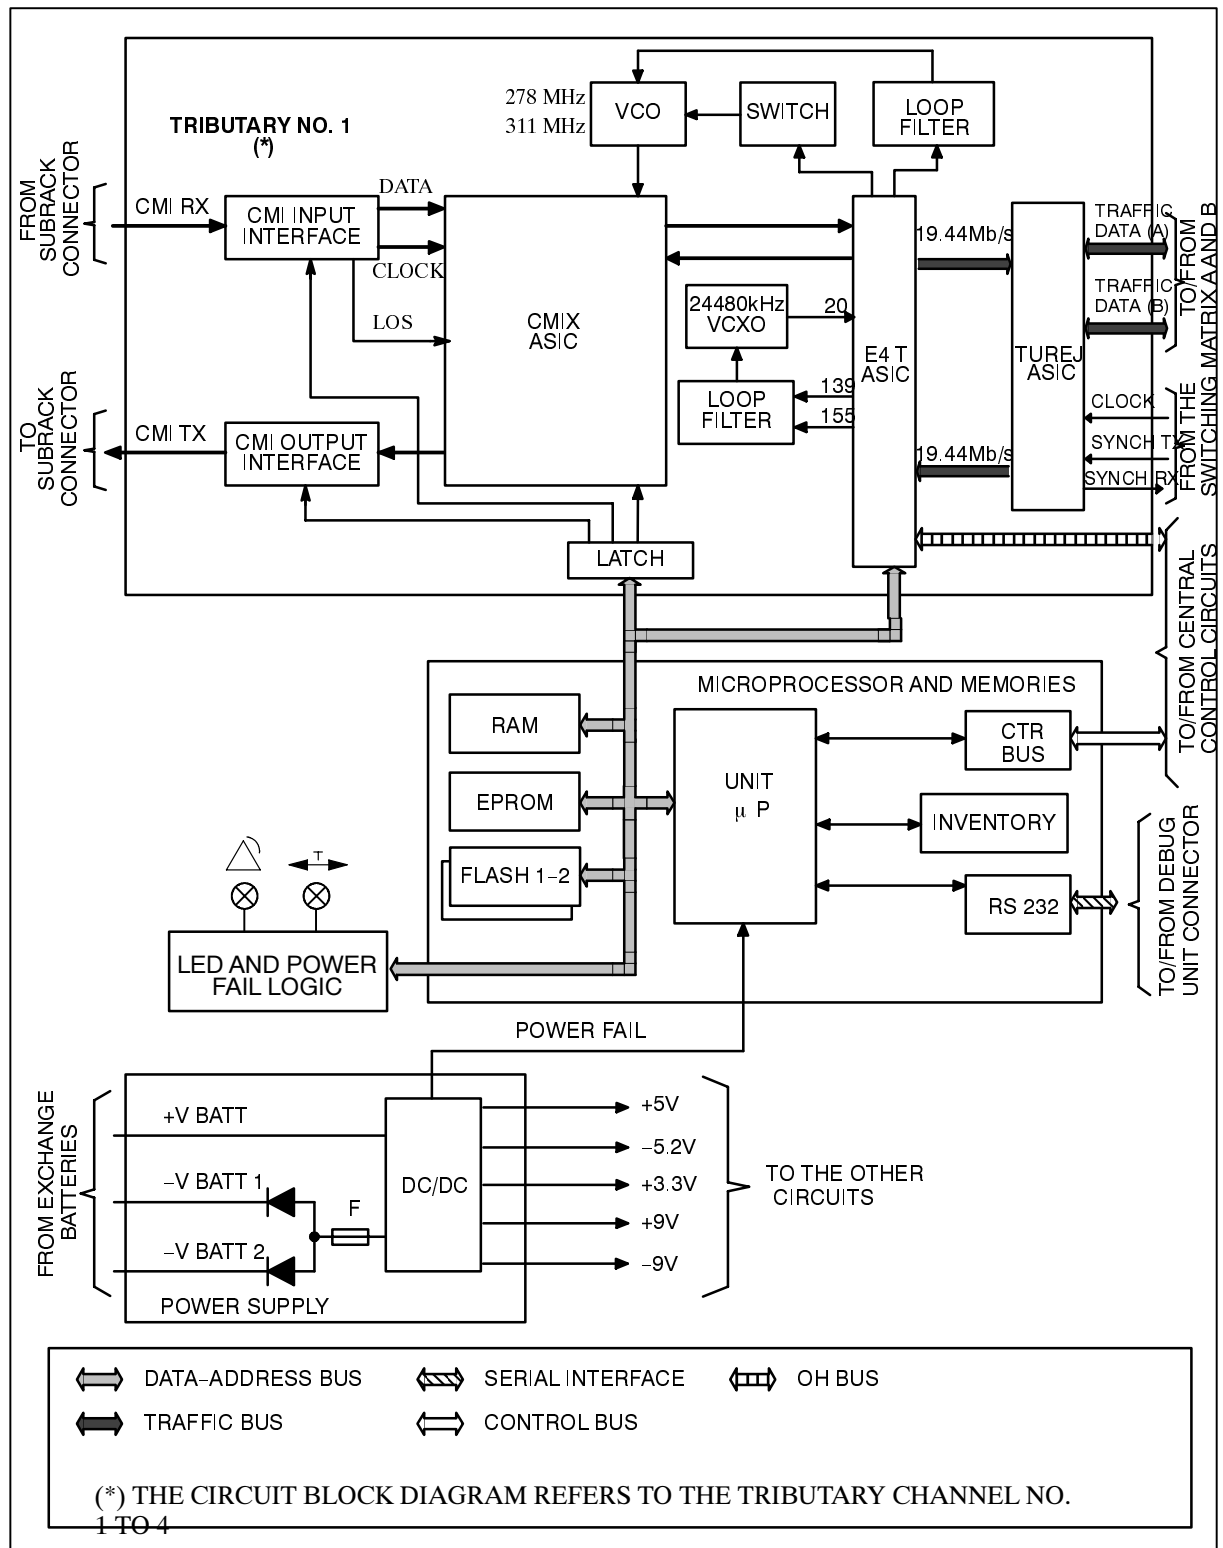 278 MHz
311 MHz
VCO
SWITCH
LOOP
FILTER
TRIBUTARY NO. 1
(*)
FROM
SUBRACK
CONNECTOR
CMI RX
CMI INPUT
INTERFACE
DATA
CLOCK
LOS
CMIX
ASIC
24480kHz
VCXO
20
LOOP
FILTER
139
155
E4 T
ASIC
19.44Mb/s
19.44Mb/s
TUREJ
ASIC
TRAFFIC
DATA (A)
TRAFFIC
DATA (B)
TO/FROM
SWITCHING MATRIX A AND B
CLOCK
SYNCH TX
SYNCH RX
FROM THE
TO
SUBRACK
CONNECTOR
CMI TX
CMI OUTPUT
INTERFACE
LATCH
TO/FROM CENTRAL
CONTROL CIRCUITS
MICROPROCESSOR AND MEMORIES
RAM
EPROM
FLASH 1–2
UNIT
μ P
CTR
BUS
INVENTORY
RS 232
TO/FROM DEBUG
UNIT CONNECTOR
T
LED AND POWER
FAIL LOGIC
POWER FAIL
FROM EXCHANGE
BATTERIES
+V BATT
–V BATT 1
–V BATT 2
F
DC/DC
POWER SUPPLY
+5V
–5.2V
+3.3V
+9V
–9V
TO THE OTHER
CIRCUITS
DATA–ADDRESS BUS
SERIAL INTERFACE
OH BUS
TRAFFIC BUS
CONTROL BUS
(*) THE CIRCUIT BLOCK DIAGRAM REFERS TO THE TRIBUTARY CHANNEL NO.
1 TO 4